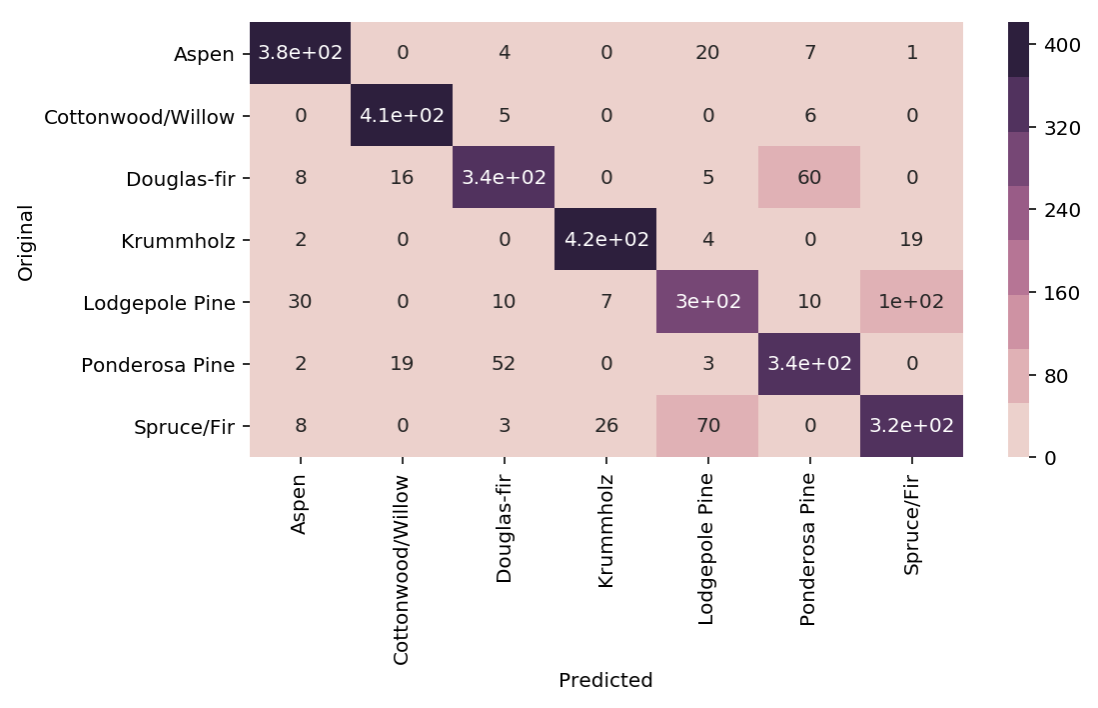 Aspen 3.8e+02 0 4 0 20 7 1
Cottonwood/Willow 0 4.1e+02 5 0 0 6 0
Douglas-fir 8 16 3.4e+02 0 5 60 0
Krummholz 2 0 0 4.2e+02 4 0 19
Lodgepole Pine 30 0 10 7 3e+02 10 1e+02
Ponderosa Pine 2 19 52 0 3 3.4e+02 0
Spruce/Fir 8 0 3 26 70 0 3.2e+02
Original
Aspen
Cottonwood/Willow
Douglas-fir
Krummholz
Lodgepole Pine
Ponderosa Pine
Spruce/Fir
Predicted
400
320
240
160
80
0